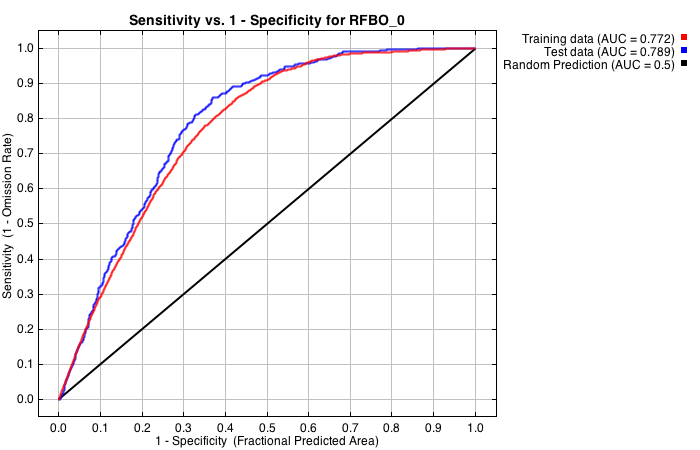 Sensitivity vs. 1 - Specificity for RFBO_0
Training data (AUC = 0.772)
Test data (AUC = 0.789)
Random Prediction (AUC = 0.5)
Sensitivity (1 - Omission Rate)
1.0
0.9
0.8
0.7
0.6
0.5
0.4
0.3
0.2
0.1
0.0
0.0 0.1 0.2 0.3 0.4 0.5 0.6 0.7 0.8 0.9 1.0
1 - Specificity (Fractional Predicted Area)